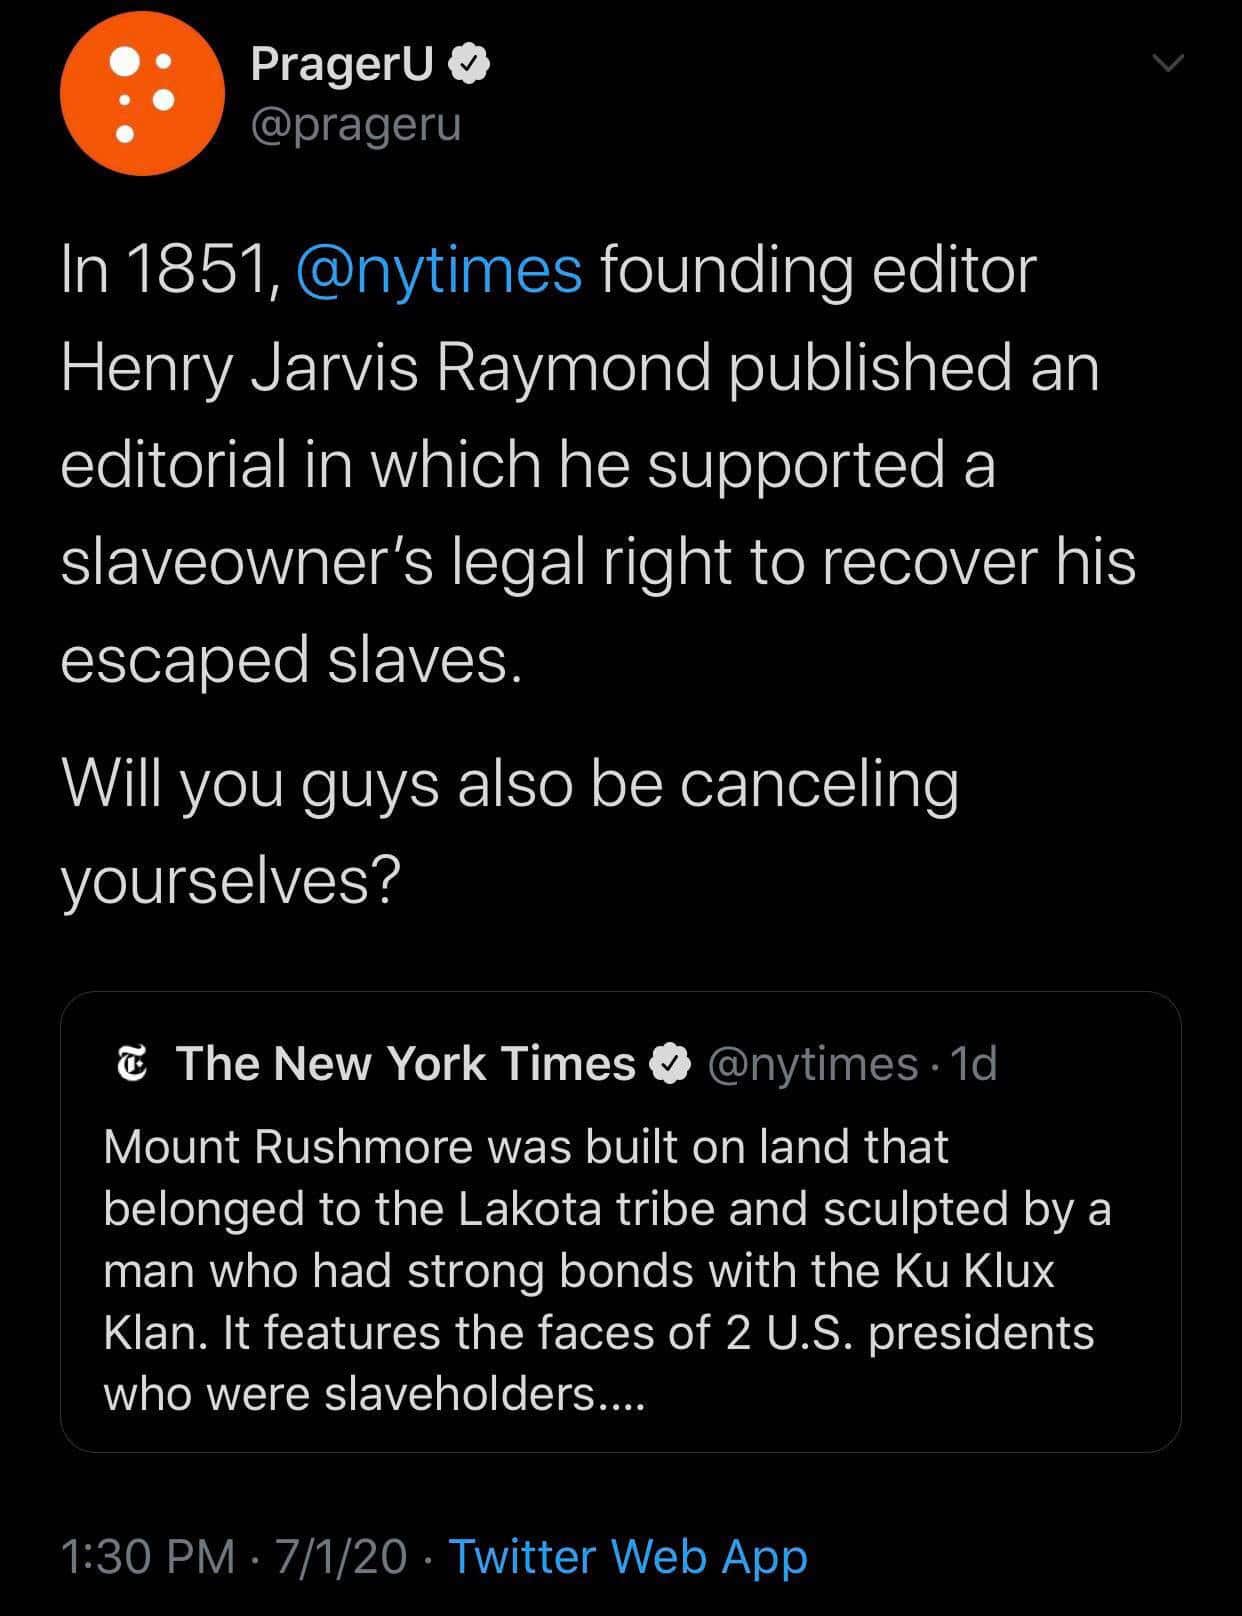 PragerU
@prageru
In 1851, @nytimes founding editor
Henry Jarvis Raymond published an
editorial in which he supported a
slaveowner’s legal right to recover his
escaped slaves.
Will you guys also be canceling
yourselves?
The New York Times @nytimes · 1d
Mount Rushmore was built on land that
belonged to the Lakota tribe and sculpted by a
man who had strong bonds with the Ku Klux
Klan. It features the faces of 2 U.S. presidents
who were slaveholders....
1:30 PM · 7/1/20 · Twitter Web App